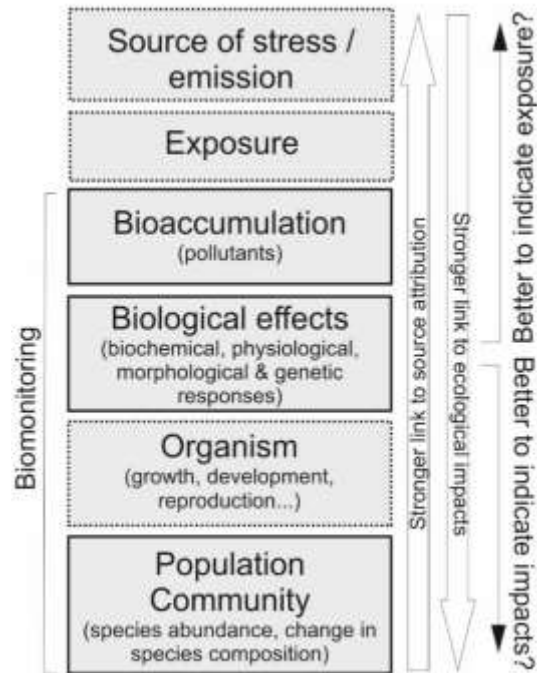 Source of stress /
emission
Exposure
Bioaccumulation
(pollutants)
Biological effects
(biochemical, physiological,
morphological & genetic
responses)
Organism
(growth, development,
reproduction...)
Population
Community
(species abundance, change in
species composition)
Biomonitoring
Stronger link to source attribution
Stronger link to ecological impacts
Better to indicate exposure?
Better to indicate impacts?